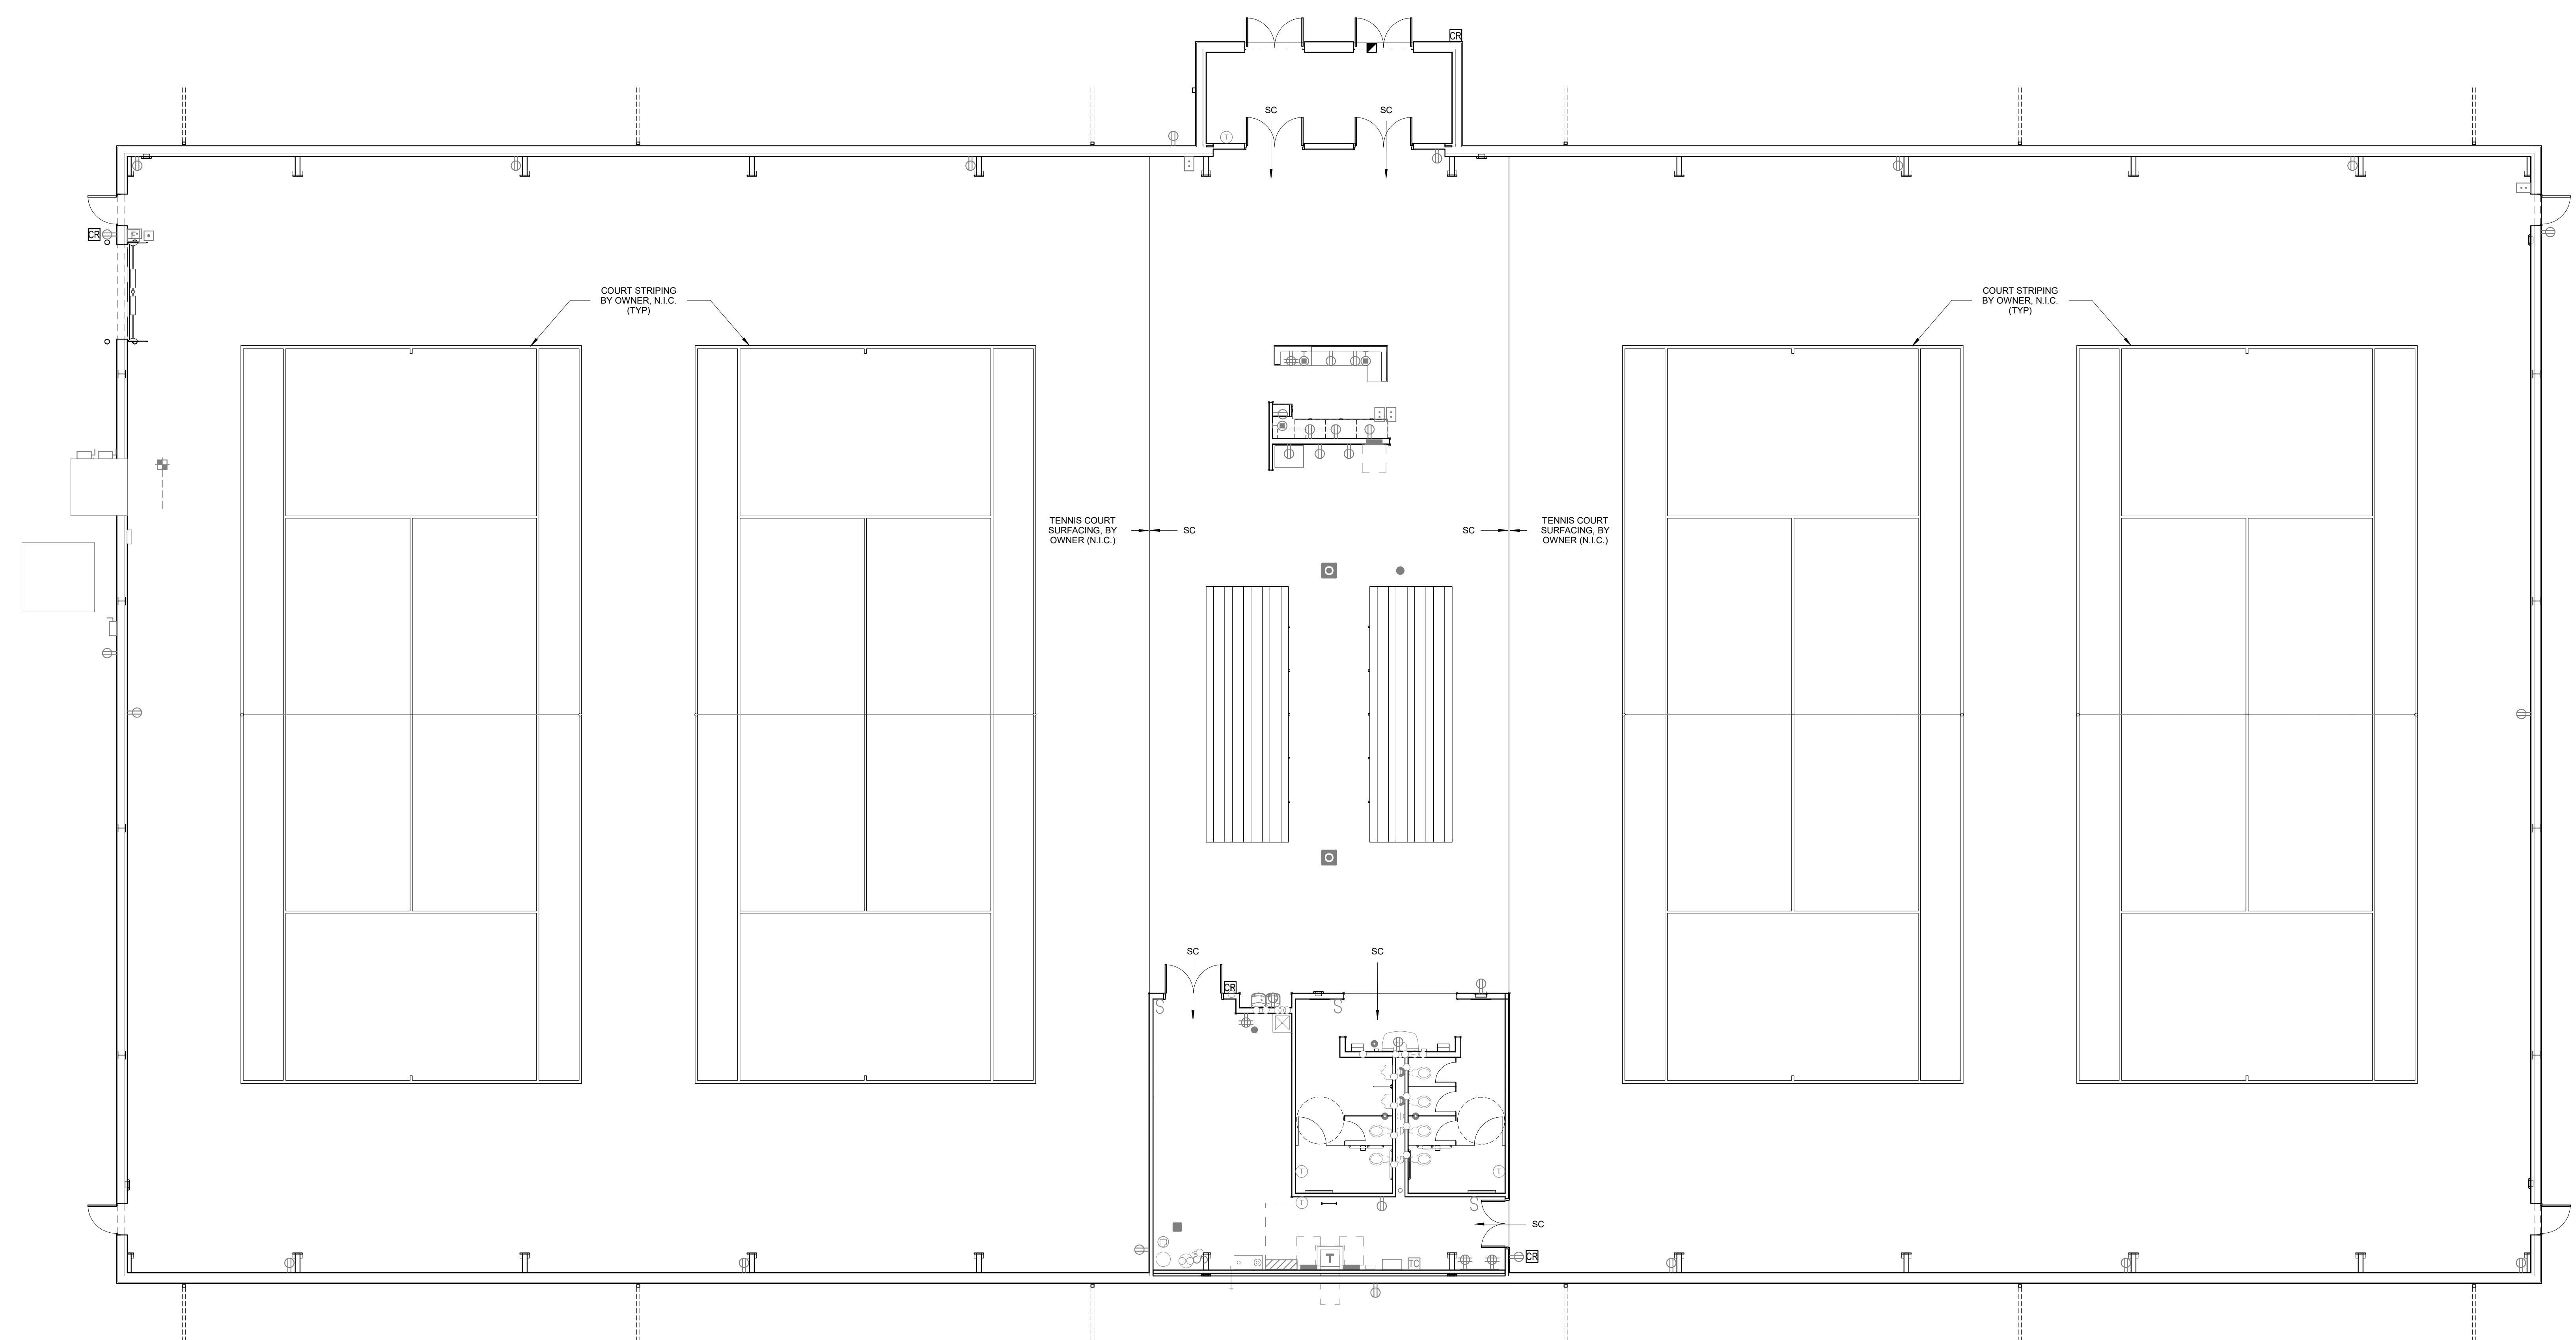 CR
SC
SC
T
CR
COURT STRIPING
BY OWNER, N.I.C.
(TYP)
COURT STRIPING
BY OWNER, N.I.C.
(TYP)
TENNIS COURT
SURFACING, BY
OWNER (N.I.C.)
SC
SC
TENNIS COURT
SURFACING, BY
OWNER (N.I.C.)
SC
SC
CR
S
S
T
T
T
S
SC
CR
T
TC